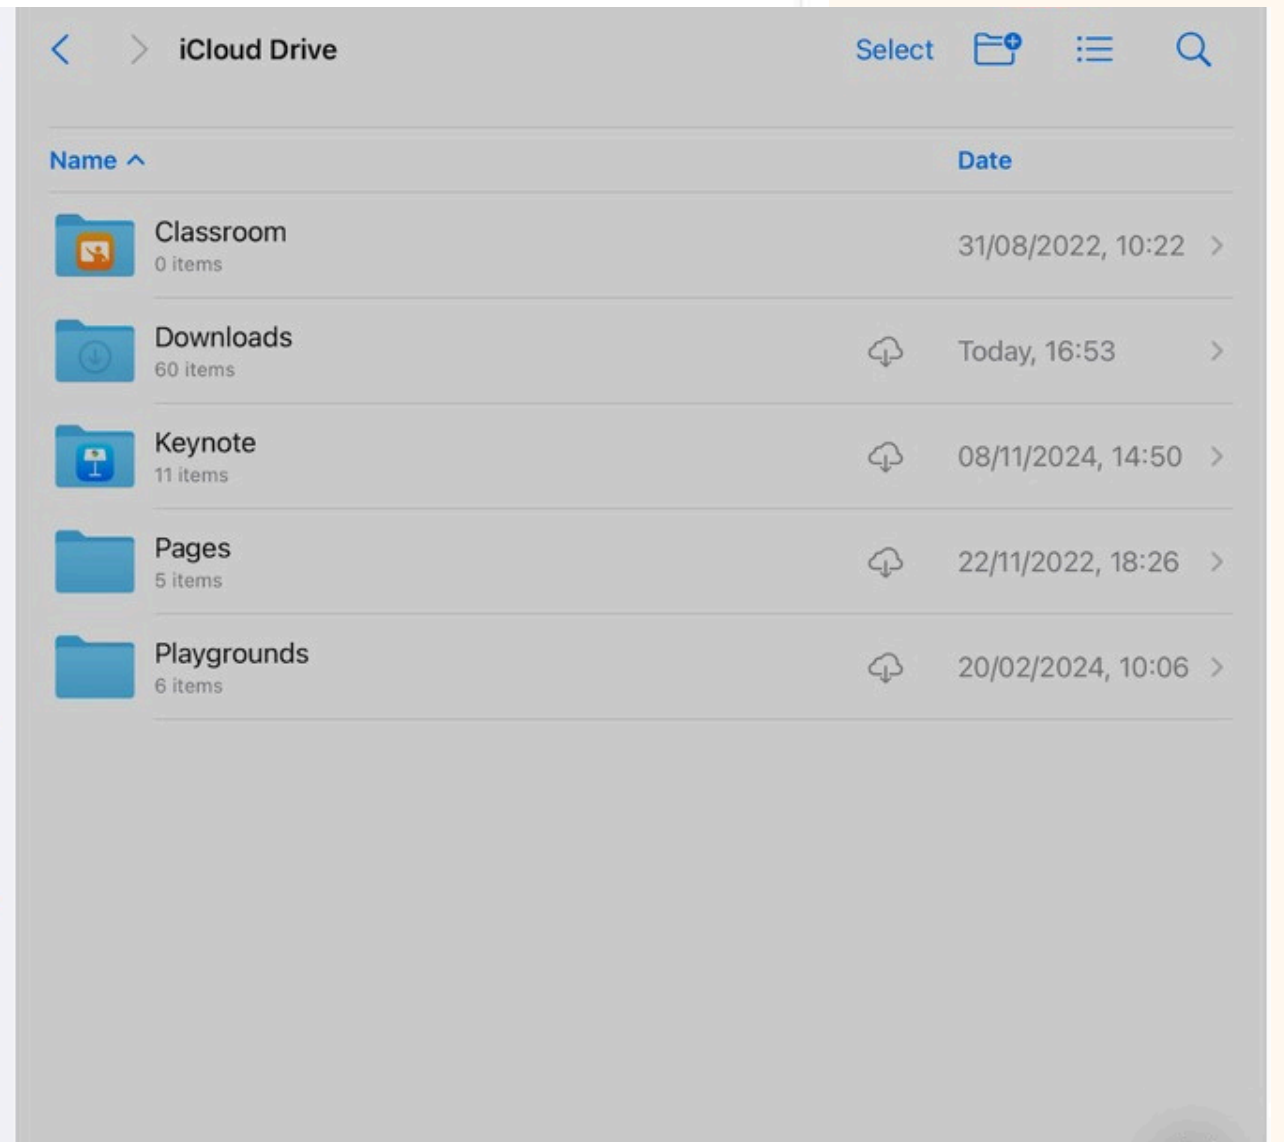 iCloud Drive
Select
Name
Date
Classroom
0 items
31/08/2022, 10:22
Downloads
60 items
Today, 16:53
Keynote
11 items
08/11/2024, 14:50
Pages
5 items
22/11/2022, 18:26
Playgrounds
6 items
20/02/2024, 10:06